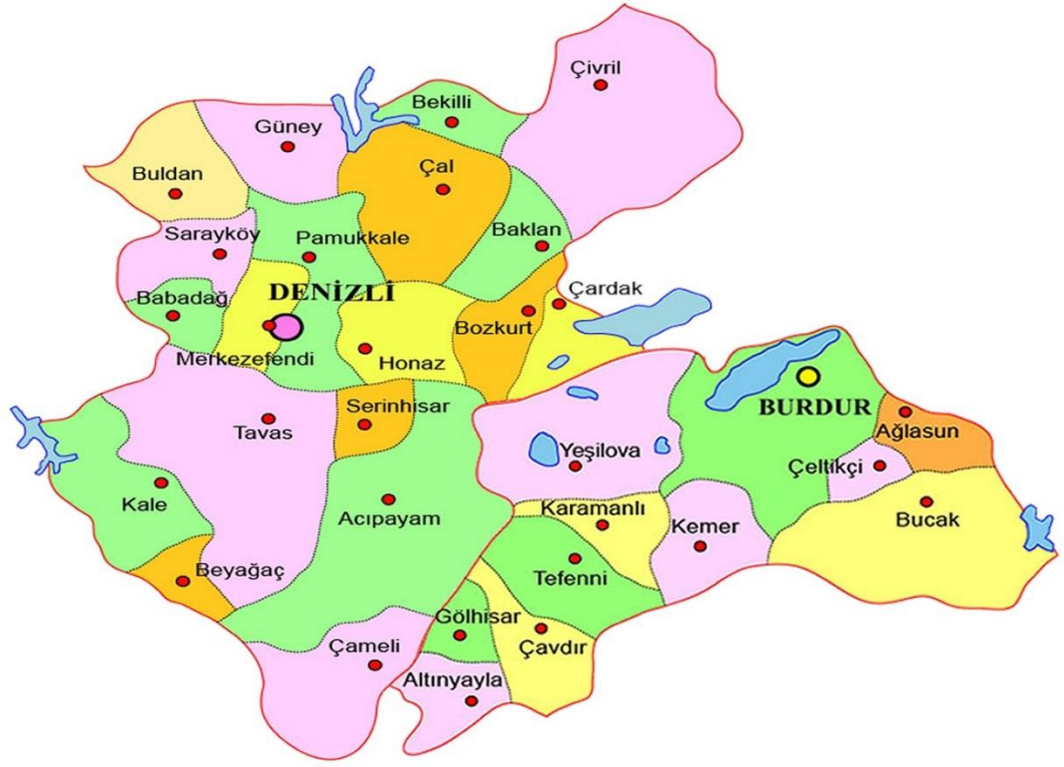 Çivril
Bekilli
Güney
Buldan
Çal
Sarayköy
Pamukkale
Baklan
Babadağ
DENİZLİ
Çardak
Bozkurt
Merkezefendi
Honaz
Serinhisar
BURDUR
Tavas
Ağlasun
Yeşilova
Çeltikçi
Kale
Acıpayam
Karamanlı
Kemer
Bucak
Beyağaç
Tefenni
Gölhisar
Çameli
Çavdır
Altınyayla